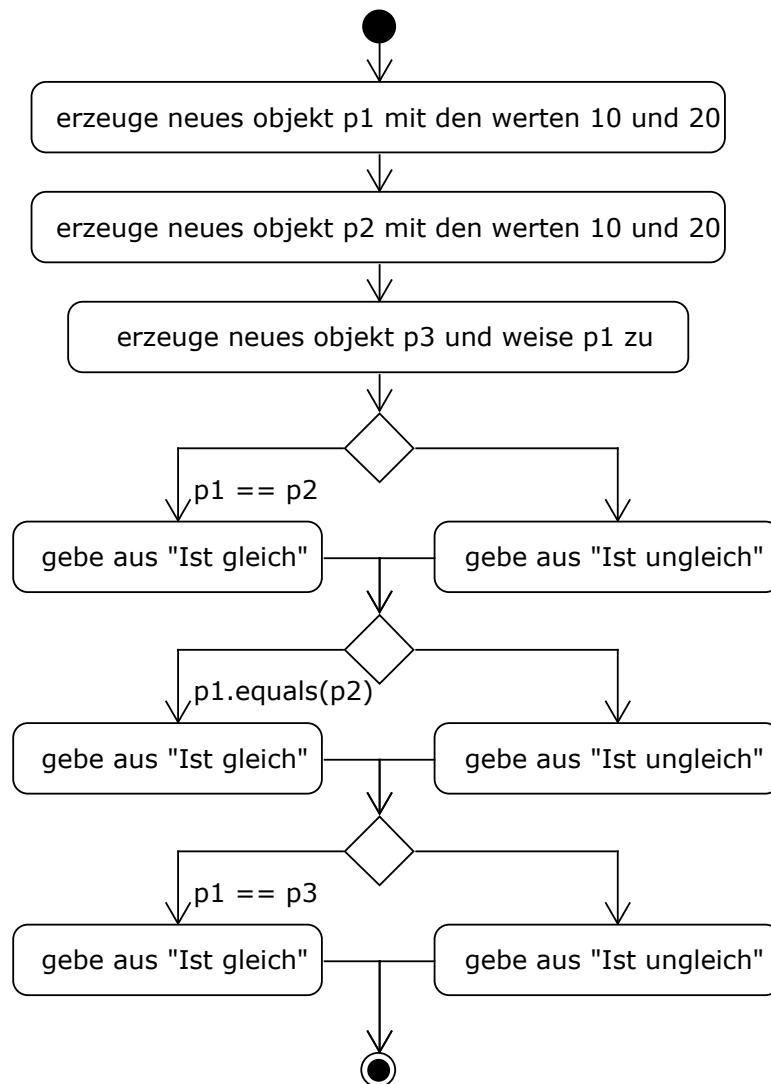 erzeuge neues objekt p1 mit den werten 10 und 20
erzeuge neues objekt p2 mit den werten 10 und 20
erzeuge neues objekt p3 und weise p1 zu
p1 == p2
gebe aus "Ist gleich"
gebe aus "Ist ungleich"
p1.equals(p2)
gebe aus "Ist gleich"
gebe aus "Ist ungleich"
p1 == p3
gebe aus "Ist gleich"
gebe aus "Ist ungleich"